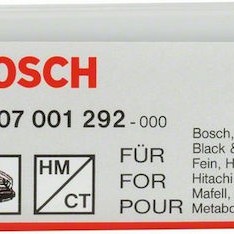 OSCH
07 001 292 - 000
HM
CT
FÜR
FOR
POUR
Bosch,
Black &
Fein, H
Hitachi
Mafell,
Metabo